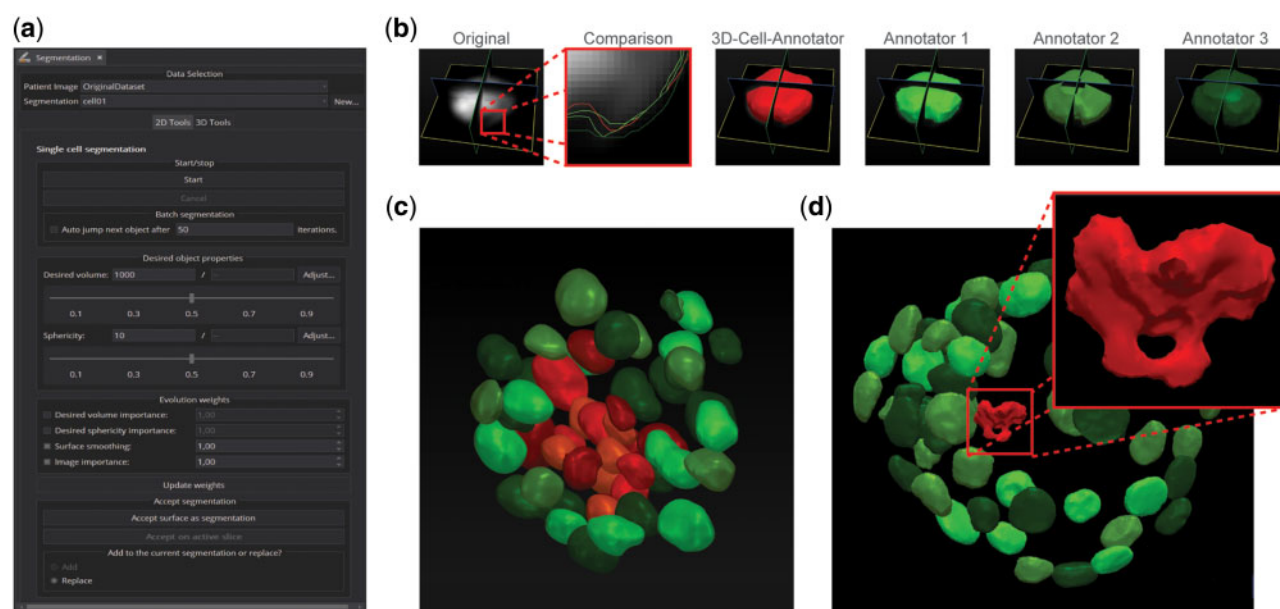 (a)
Segmentation ×
Data Selection
Patient Image OriginalDataset
Segmentation cell01 New...
2D Tools 3D Tools
Single cell segmentation
Start/stop
Start
Cancel
Batch segmentation
Auto jump next object after 50 iterations.
Desired object properties
Desired volume: 1000 / -- Adjust...
0.1 0.3 0.5 0.7 0.9
Sphericity: 10 / -- Adjust...
0.1 0.3 0.5 0.7 0.9
Evolution weights
Desired volume importance: 1,00
Desired sphericity importance: 1,00
Surface smoothing: 1,00
Image importance: 1,00
Update weights
Accept segmentation
Accept surface as segmentation
Accept on active slice
Add to the current segmentation or replace?
Add
Replace
(b)
Original Comparison 3D-Cell-Annotator Annotator 1 Annotator 2 Annotator 3
(c)
(d)